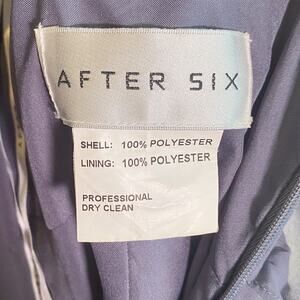 AFTER SIX
SHELL: 100% POLYESTER
LINING: 100% POLYESTER
PROFESSIONAL
DRY CLEAN